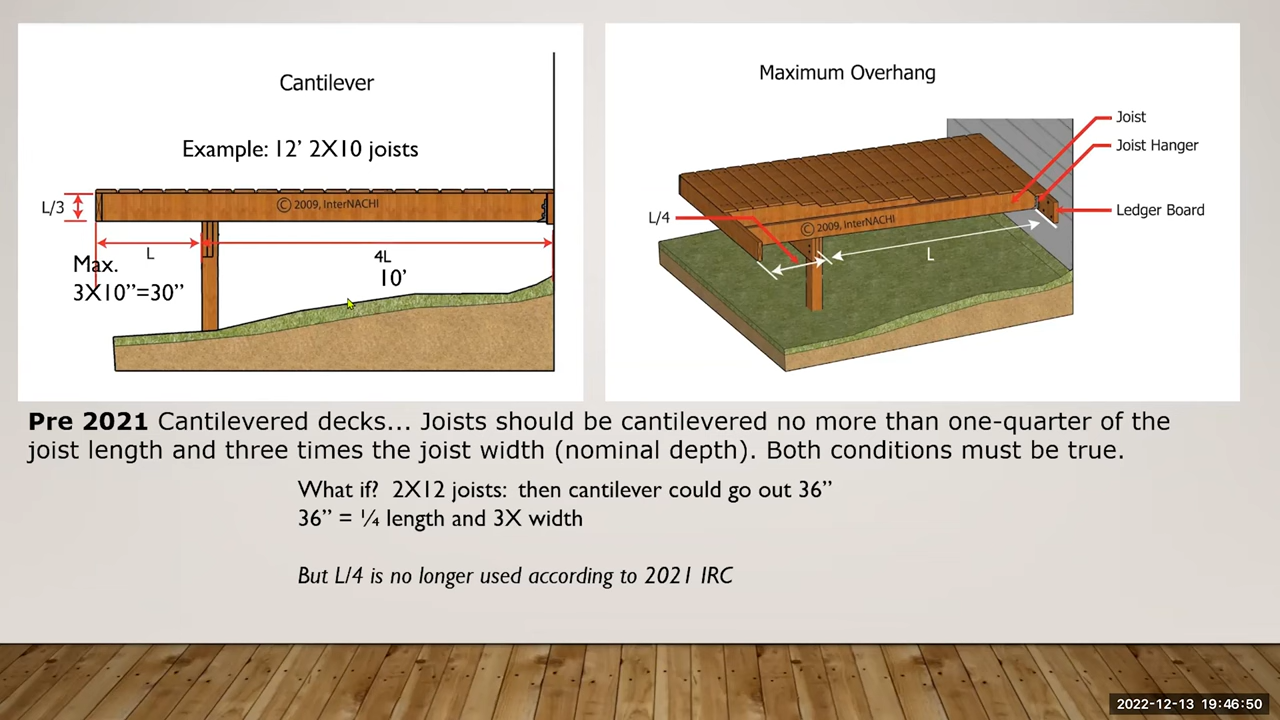 Cantilever
Example: 12’ 2X10 joists
L/3
© 2009, InterNACHI
L
4L
Max.
10’
3X10”=30”
Maximum Overhang
Joist
Joist Hanger
L/4
Ledger Board
© 2009, InterNACHI
L
Pre 2021 Cantilevered decks... Joists should be cantilevered no more than one-quarter of the
joist length and three times the joist width (nominal depth). Both conditions must be true.
What if? 2X12 joists: then cantilever could go out 36”
36” = ¼ length and 3X width
But L/4 is no longer used according to 2021 IRC
2022-12-13 19:46:50